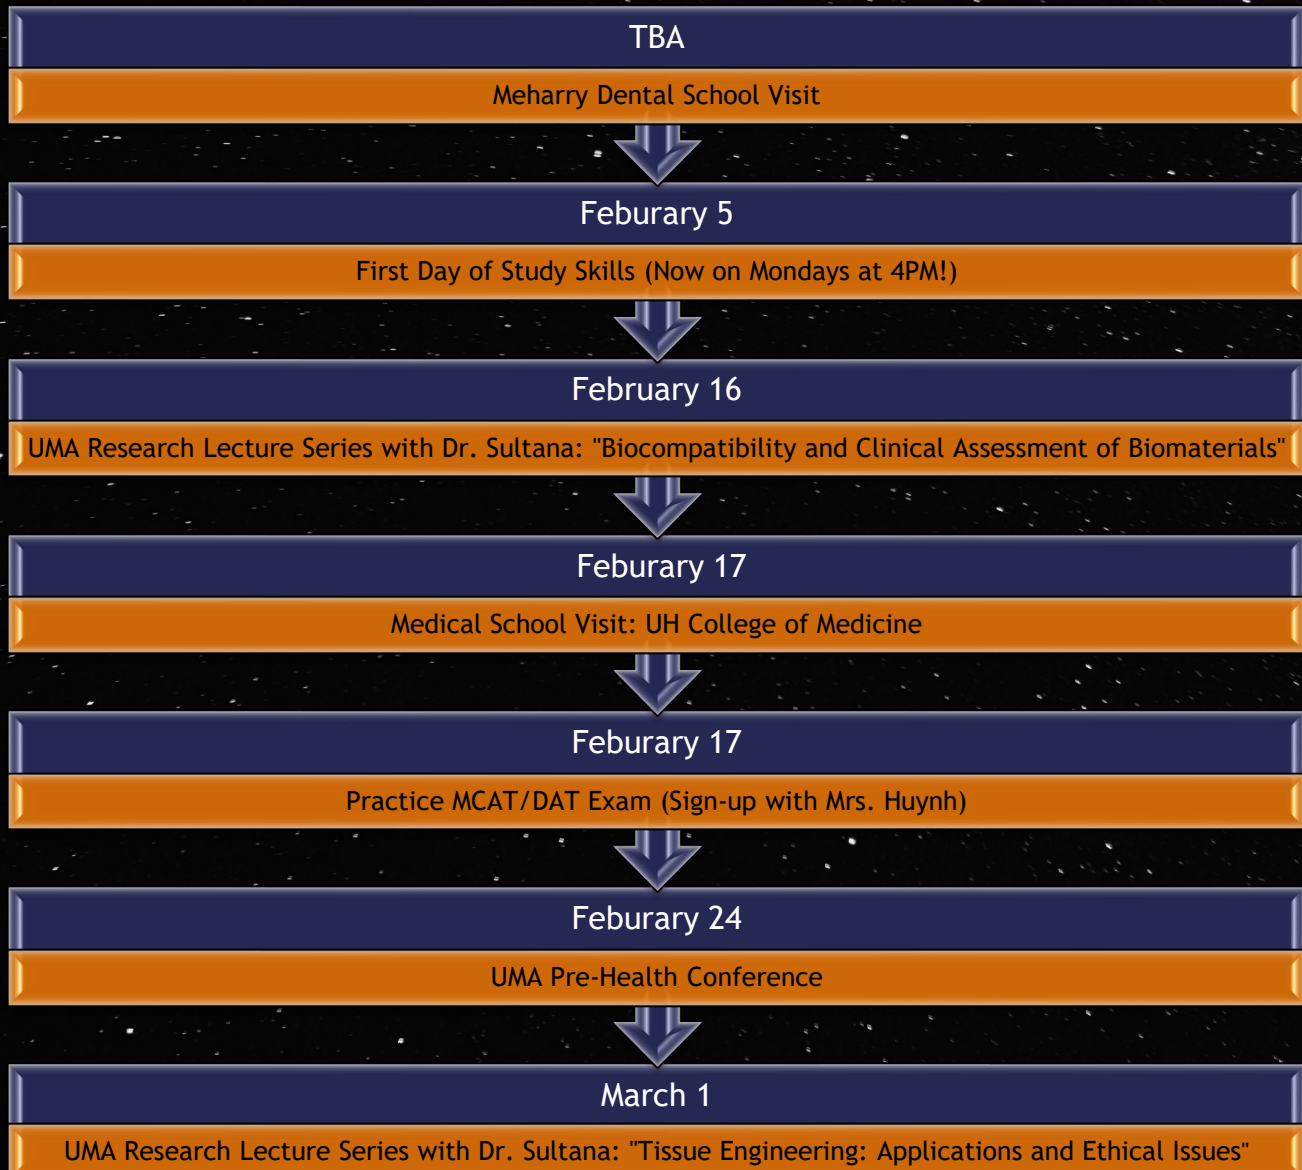 TBA
Meharry Dental School Visit
Feburary 5
First Day of Study Skills (Now on Mondays at 4PM!)
February 16
UMA Research Lecture Series with Dr. Sultana: "Biocompatibility and Clinical Assessment of Biomaterials"
Feburary 17
Medical School Visit: UH College of Medicine
Feburary 17
Practice MCAT/DAT Exam (Sign-up with Mrs. Huynh)
Feburary 24
UMA Pre-Health Conference
March 1
UMA Research Lecture Series with Dr. Sultana: "Tissue Engineering: Applications and Ethical Issues"